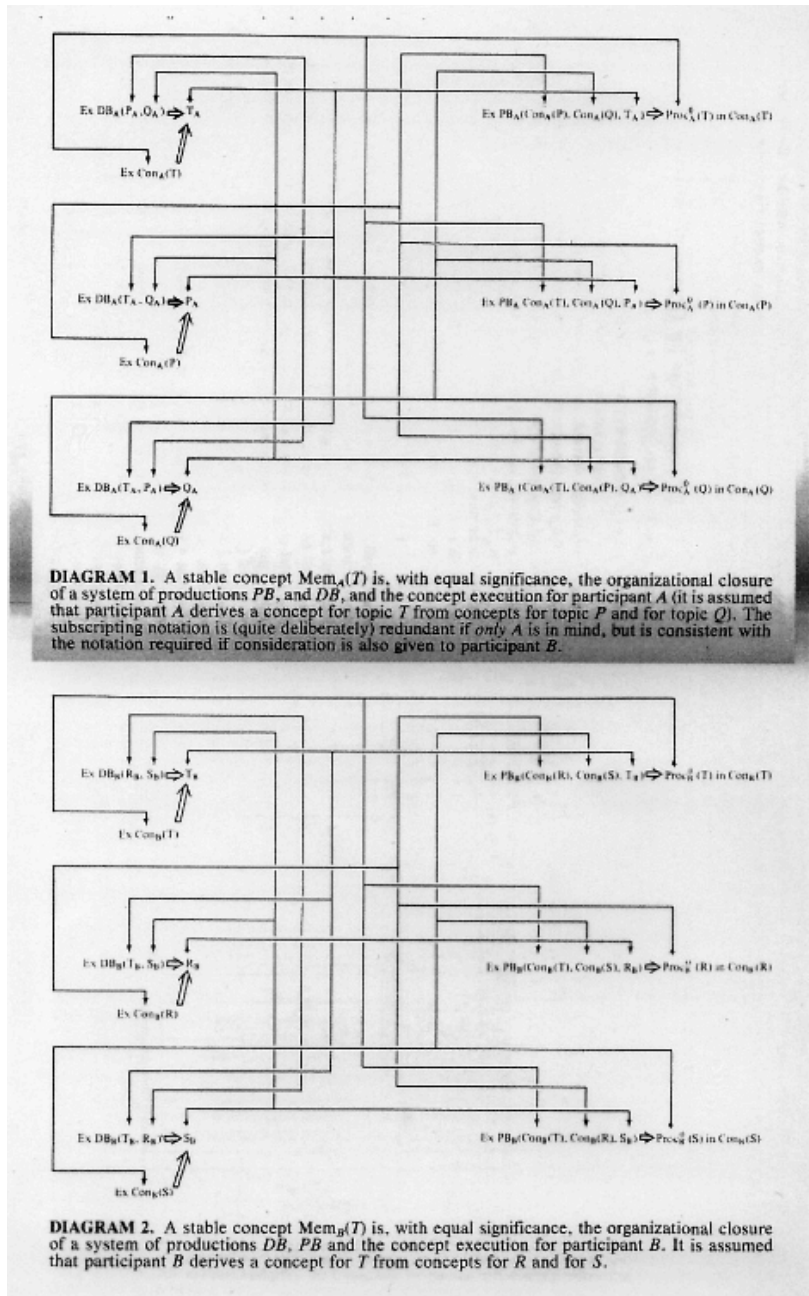 Ex DB_A(P_A, Q_A) ⇨ T_A
Ex PB_A(Con_A(P), Con_A(Q), T_A) ⇨ Proc_A (T) in Con_A(T)
Ex Con_A(T)
Ex DB_A(T_A, Q_A) ⇨ P_A
Ex PB_A Con_A(T), Con_A(Q), P_A) ⇨ Proc_A (P) in Con_A(P)
Ex Con_A(P)
Ex DB_A(T_A, P_A) ⇨ Q_A
Ex PB_A (Con_A(T), Con_A(P), Q_A) ⇨ Proc_A (Q) in Con_A(Q)
Ex Con_A(Q)
DIAGRAM 1. A stable concept Mem_A(T) is, with equal significance, the organizational closure
of a system of productions PB, and DB, and the concept execution for participant A (it is assumed
that participant A derives a concept for topic T from concepts for topic P and for topic Q). The
subscripting notation is (quite deliberately) redundant if only A is in mind, but is consistent with
the notation required if consideration is also given to participant B.
Ex DB_B(R_B, S_B) ⇨ T_B
Ex PB_B(Con_B(R), Con_B(S), T_B) ⇨ Proc_B (T) in Con_B(T)
Ex Con_B(T)
Ex DB_B(T_B, S_B) ⇨ R_B
Ex PB_B(Con_B(T), Con_B(S), R_B) ⇨ Proc_B (R) in Con_B(R)
Ex Con_B(R)
Ex DB_B(T_B, R_B) ⇨ S_B
Ex PB_B(Con_B(T), Con_B(R), S_B) ⇨ Proc_B (S) in Con_B(S)
Ex Con_B(S)
DIAGRAM 2. A stable concept Mem_B(T) is, with equal significance, the organizational closure
of a system of productions DB, PB and the concept execution for participant B. It is assumed
that participant B derives a concept for T from concepts for R and for S.